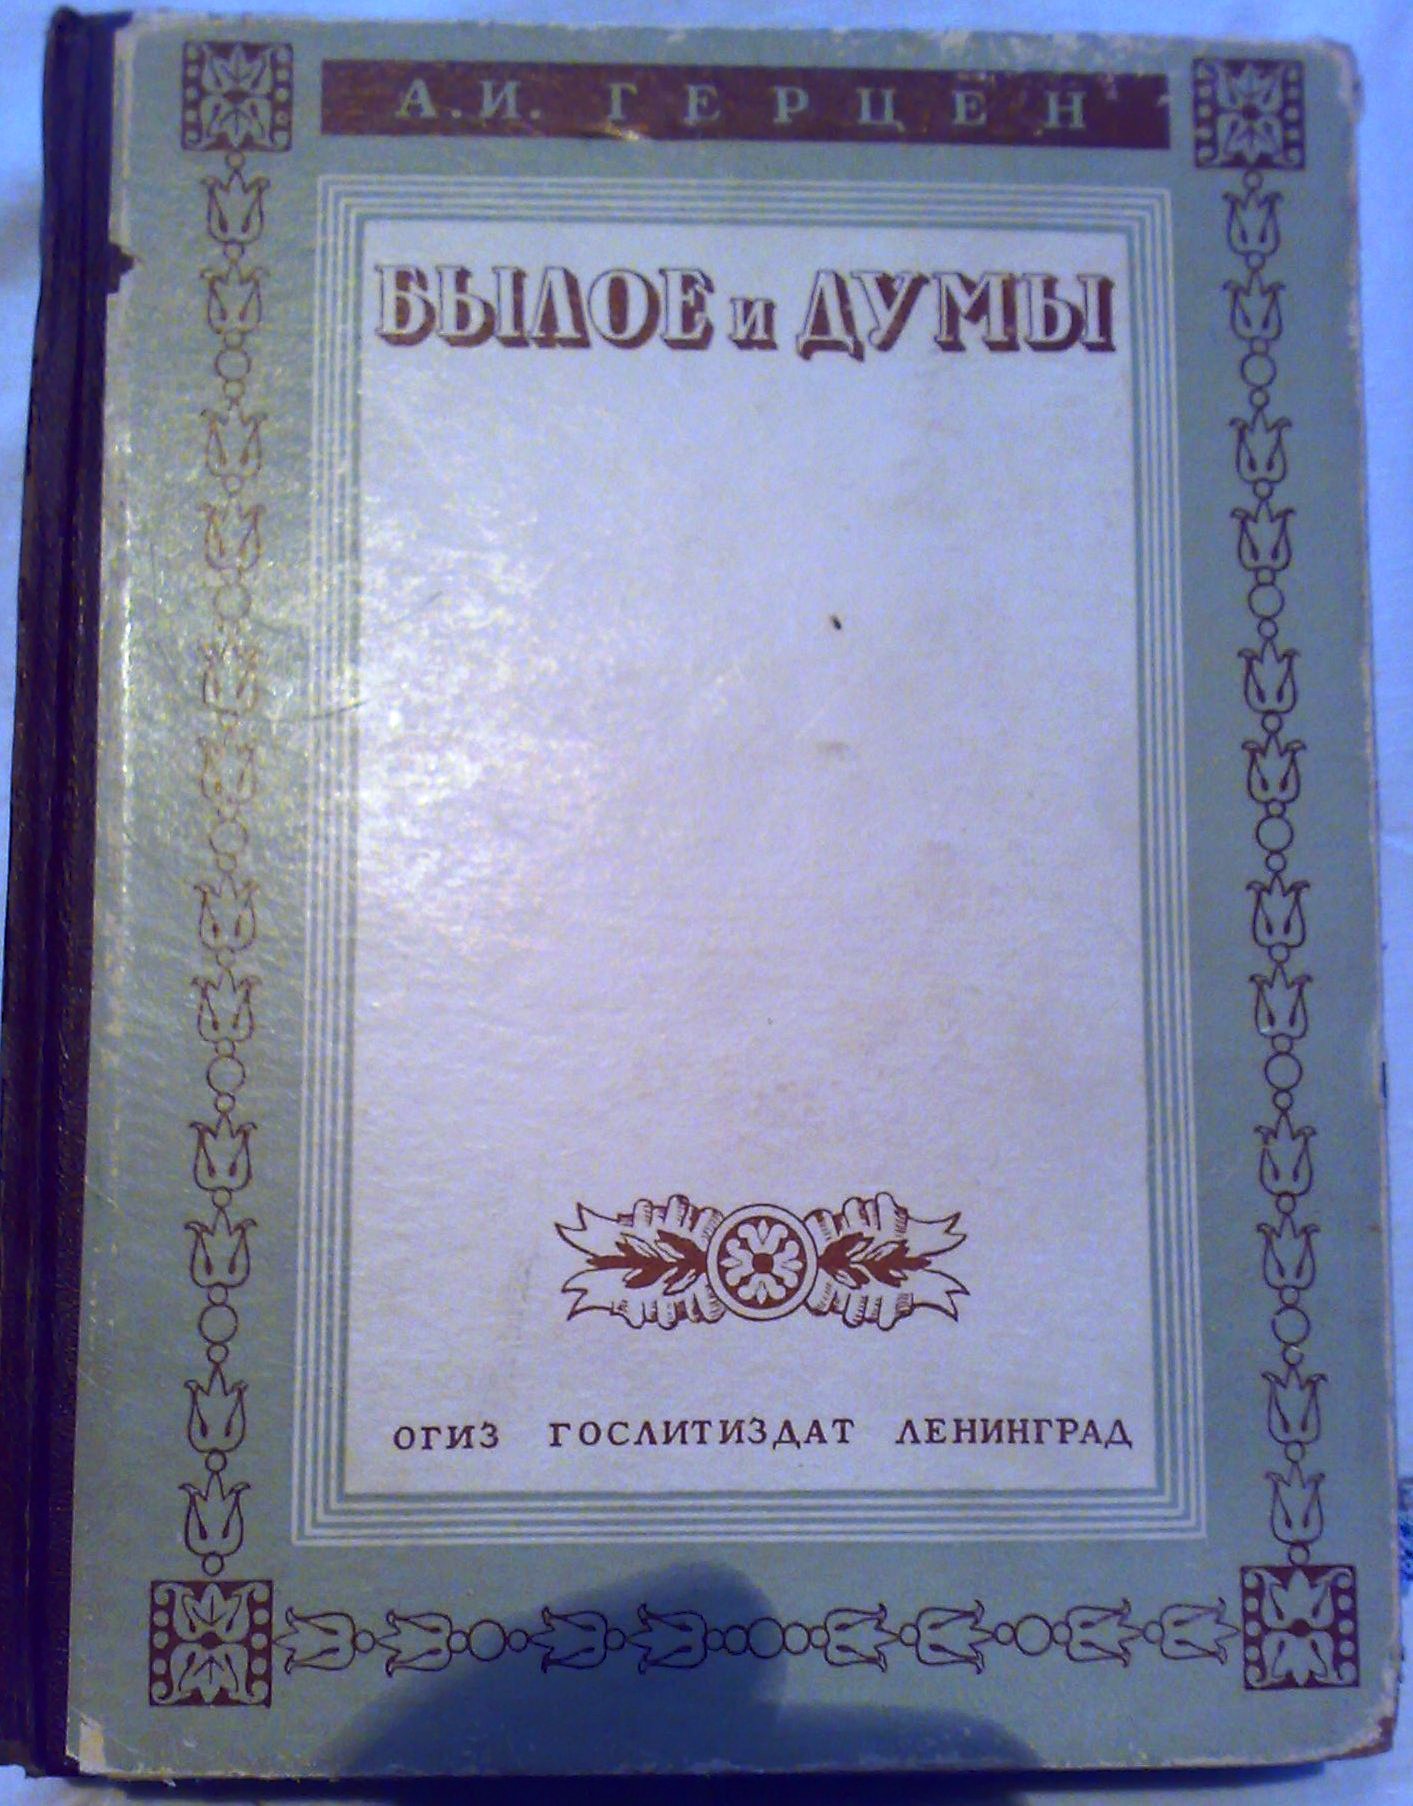 А.И. ГЕРЦЕН
БЫЛОЕ и ДУМЫ
ОГИЗ ГОСЛИТИЗДАТ ЛЕНИНГРАД